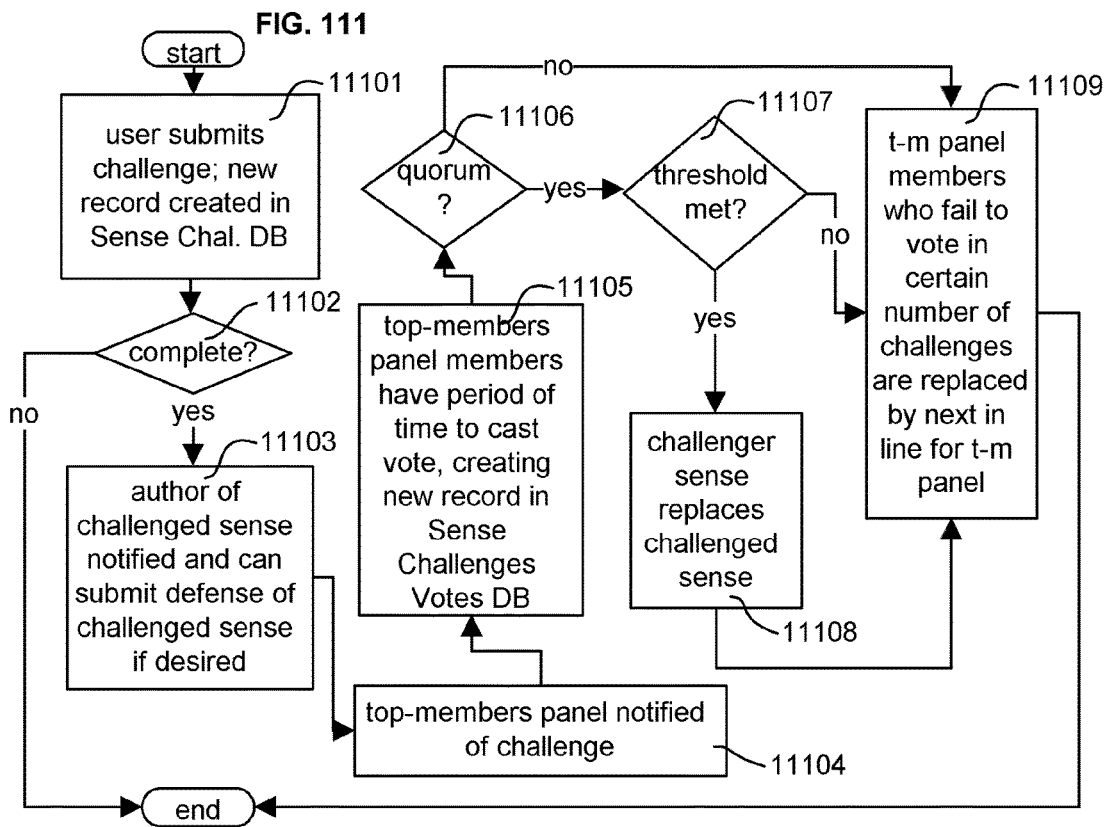 FIG. 111
start
11101
user submits
challenge; new
record created in
Sense Chal. DB
11102
complete?
no
yes
11103
author of
challenged sense
notified and can
submit defense of
challenged sense
if desired
top-members panel notified
of challenge
11104
11105
top-members
panel members
have period of
time to cast
vote, creating
new record in
Sense
Challenges
Votes DB
11106
quorum
?
no
yes
11107
threshold
met?
no
yes
challenger
sense
replaces
challenged
sense
11108
11109
t-m panel
members
who fail to
vote in
certain
number of
challenges
are replaced
by next in
line for t-m
panel
end